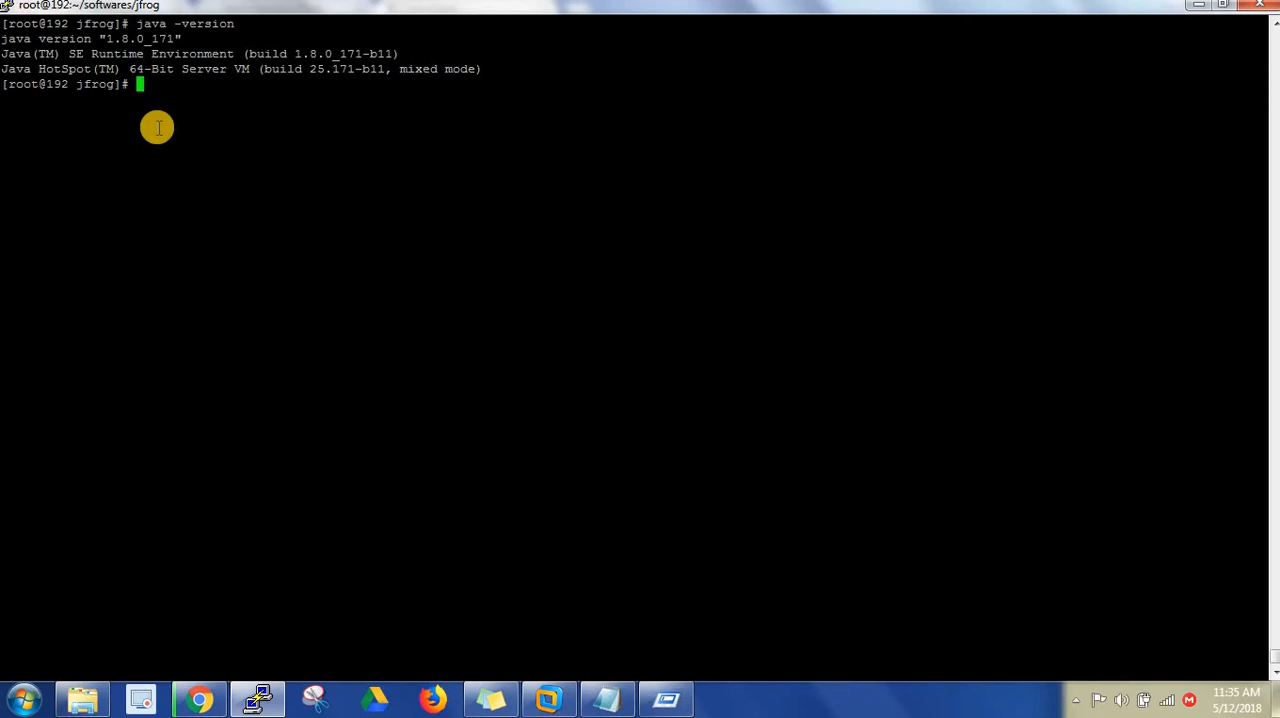 root@192:~/softwares/jfrog
[root@192 jfrog]# java -version
java version "1.8.0_171"
Java(TM) SE Runtime Environment (build 1.8.0_171-b11)
Java HotSpot(TM) 64-Bit Server VM (build 25.171-b11, mixed mode)
[root@192 jfrog]#
11:35 AM
5/12/2018